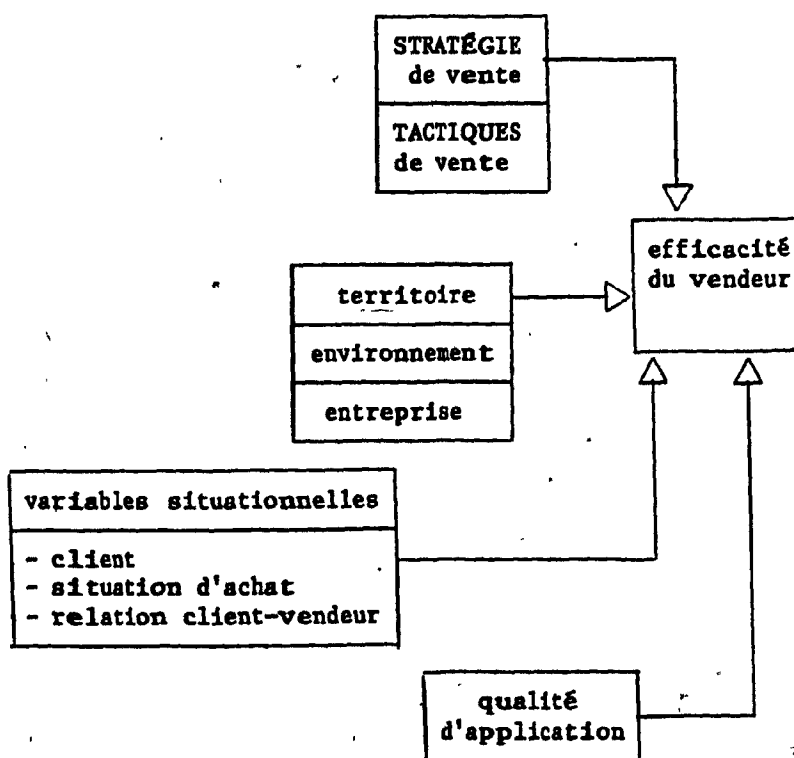 STRATÉGIE
de vente
TACTIQUES
de vente
efficacité
du vendeur
territoire
environnement
entreprise
variables situationnelles
- client
- situation d'achat
- relation client-vendeur
qualité
d'application